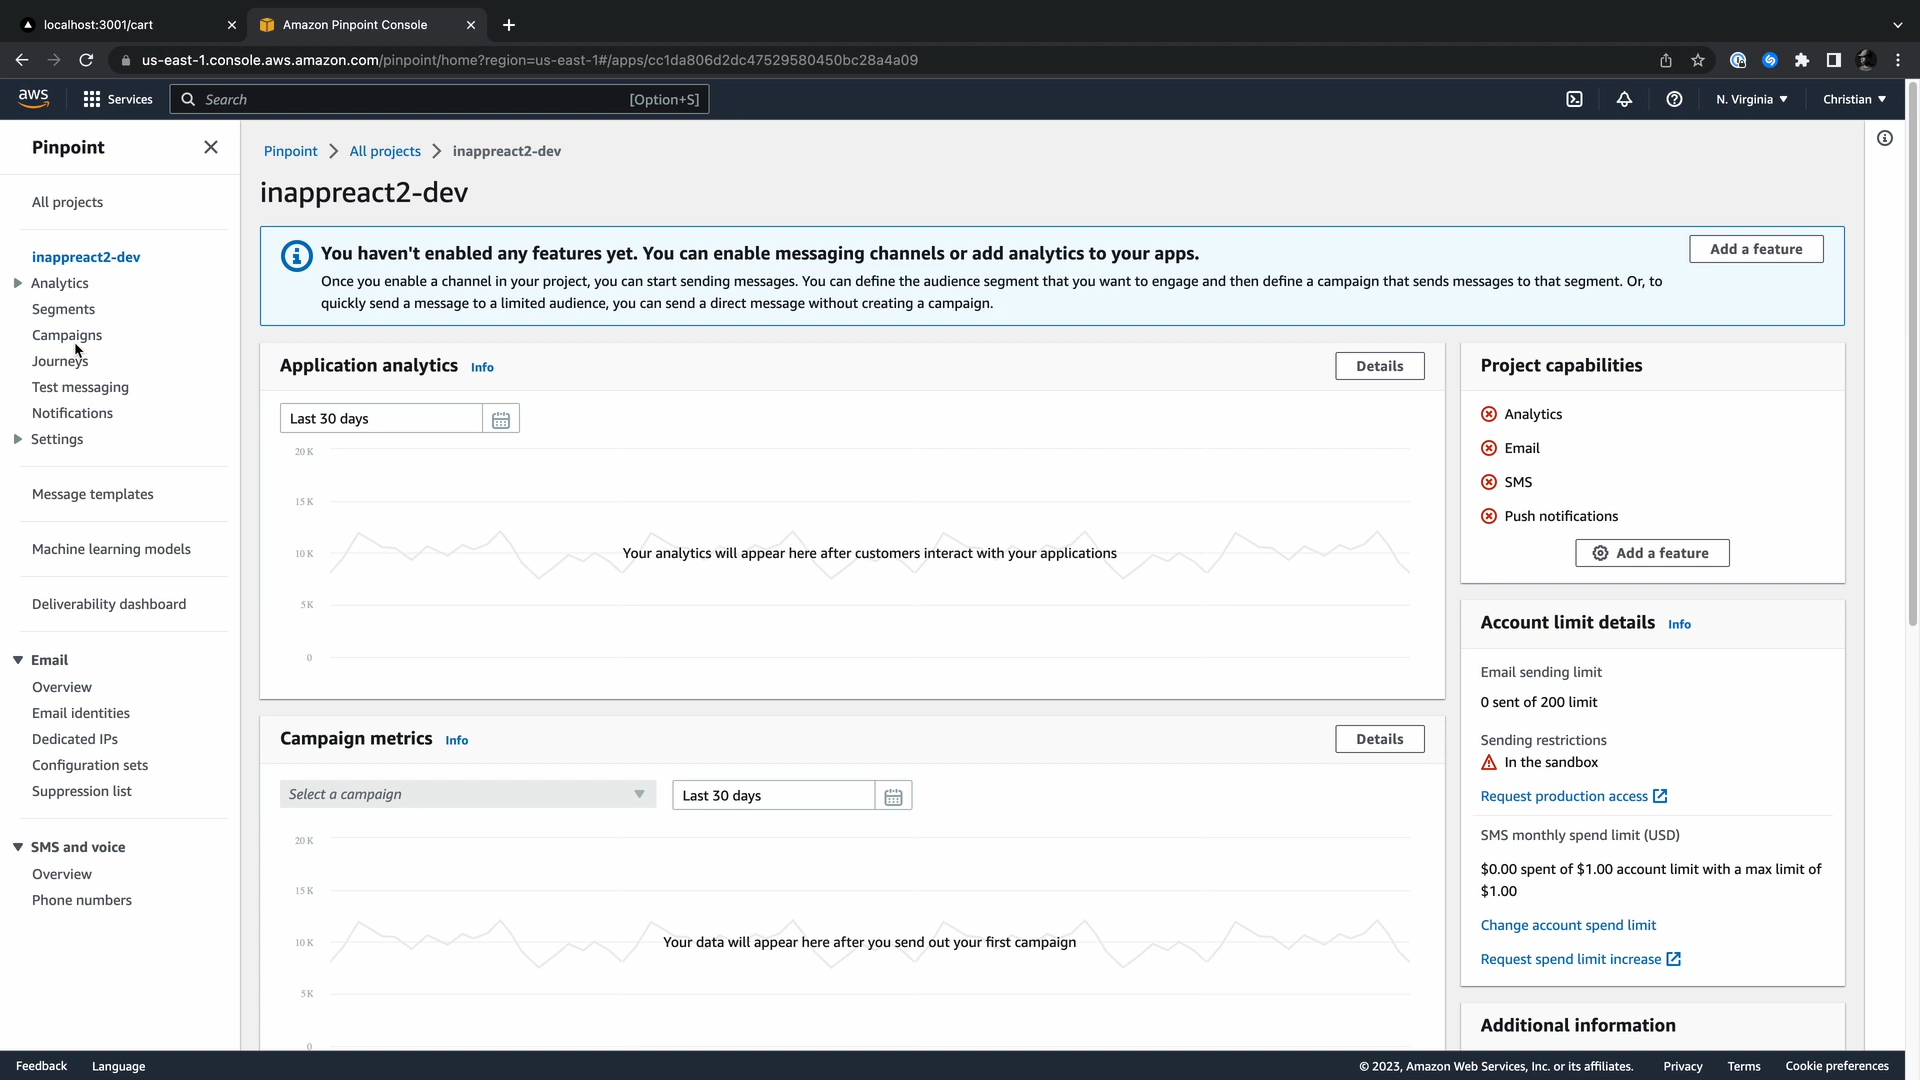 localhost:3001/cart
Amazon Pinpoint Console
us-east-1.console.aws.amazon.com/pinpoint/home?region=us-east-1#/apps/cc1da806d2dc47529580450bc28a4a09
aws Services Search [Option+S] N. Virginia Christian
Pinpoint
All projects
inappreact2-dev
Analytics
Segments
Campaigns
Journeys
Test messaging
Notifications
Settings
Message templates
Machine learning models
Deliverability dashboard
Email
Overview
Email identities
Dedicated IPs
Configuration sets
Suppression list
SMS and voice
Overview
Phone numbers
Pinpoint All projects inappreact2-dev
inappreact2-dev
You haven't enabled any features yet. You can enable messaging channels or add analytics to your apps.
Once you enable a channel in your project, you can start sending messages. You can define the audience segment that you want to engage and then define a campaign that sends messages to that segment. Or, to
quickly send a message to a limited audience, you can send a direct message without creating a campaign.
Add a feature
Application analytics Info
Details
Last 30 days
20 K
15 K
10 K
5 K
0
Your analytics will appear here after customers interact with your applications
Campaign metrics Info
Details
Select a campaign
Last 30 days
20 K
15 K
10 K
5 K
0
Your data will appear here after you send out your first campaign
Project capabilities
Analytics
Email
SMS
Push notifications
Add a feature
Account limit details Info
Email sending limit
0 sent of 200 limit
Sending restrictions
In the sandbox
Request production access
SMS monthly spend limit (USD)
$0.00 spent of $1.00 account limit with a max limit of
$1.00
Change account spend limit
Request spend limit increase
Additional information
Feedback
Language
© 2023, Amazon Web Services, Inc. or its affiliates.
Privacy
Terms
Cookie preferences